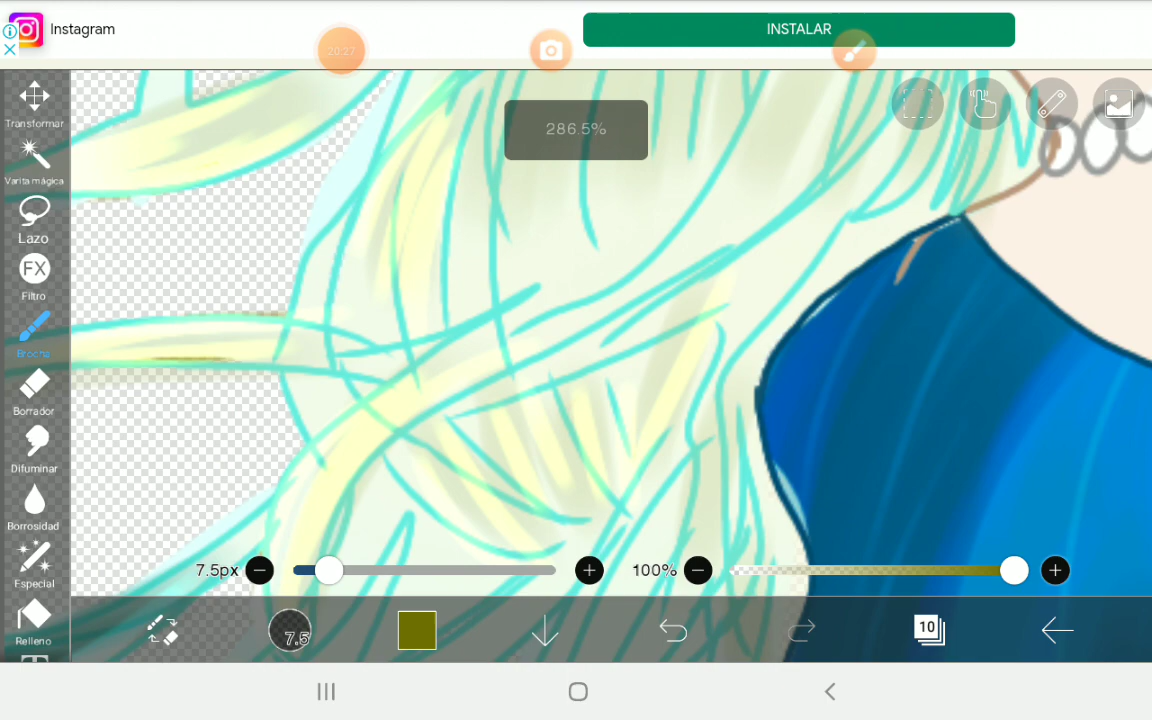 Instagram
INSTALAR
20:27
286.5%
Transformar
Varita mágica
Lazo
FX
Filtro
Brocha
Borrador
Difuminar
Borrosidad
Especial
Relleno
7.5px
100%
7.5
10